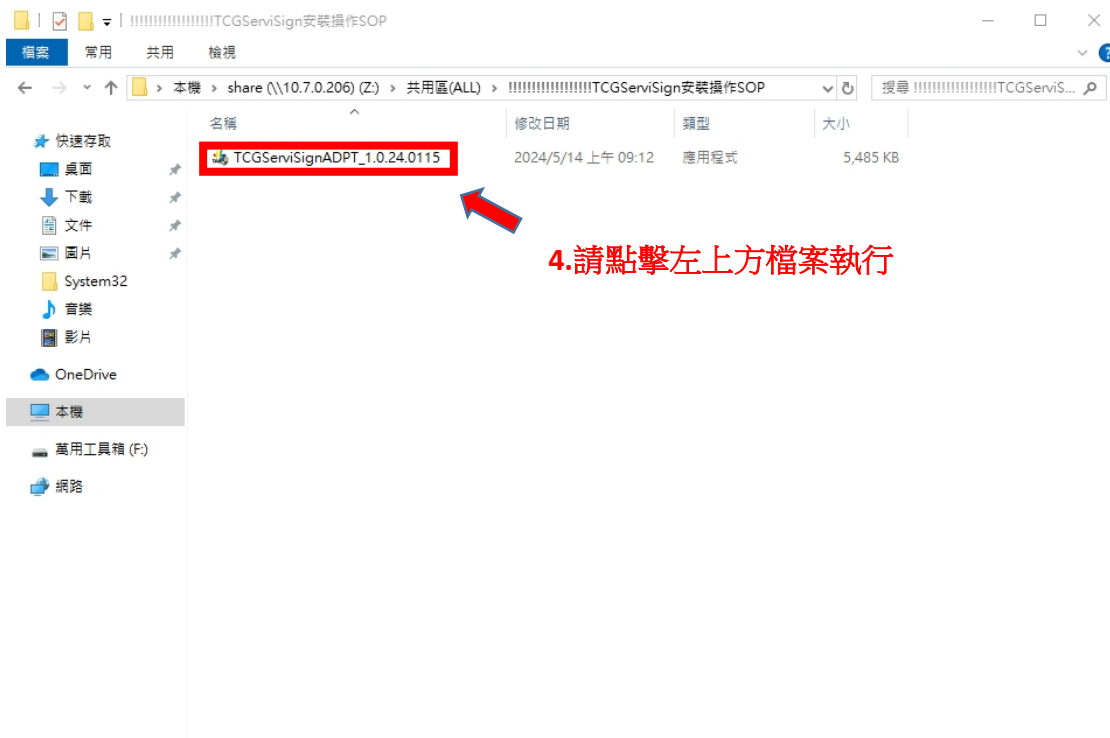 !!!!!!!!!!!!!!!!!!TCGServiSign安裝操作SOP
檔案 常用 共用 檢視
本機 share (\\10.7.0.206) (Z:) 共用區(ALL) !!!!!!!!!!!!!!!!!!TCGServiSign安裝操作SOP 搜尋 !!!!!!!!!!!!!!!!!!TCGServiS...
名稱 修改日期 類型 大小
快速存取
TCGServiSignADPT_1.0.24.0115 2024/5/14 上午 09:12 應用程式 5,485 KB
桌面
下載
文件
圖片
4.請點擊左上方檔案執行
System32
音樂
影片
OneDrive
本機
萬用工具箱 (F:)
網路